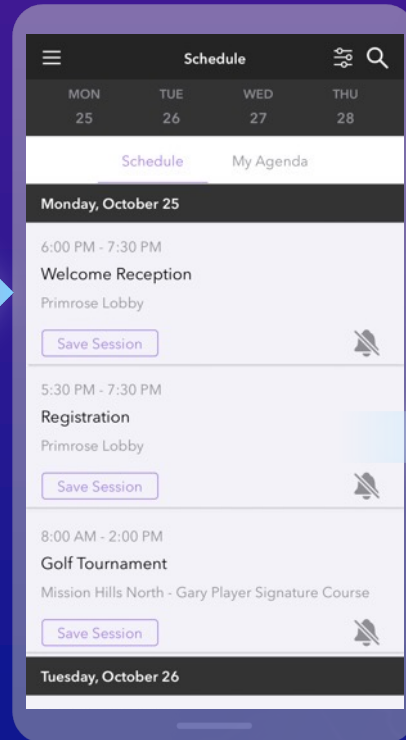 Schedule
MON TUE WED THU
25 26 27 28
Schedule My Agenda
Monday, October 25
6:00 PM - 7:30 PM
Welcome Reception
Primrose Lobby
Save Session
5:30 PM - 7:30 PM
Registration
Primrose Lobby
Save Session
8:00 AM - 2:00 PM
Golf Tournament
Mission Hills North - Gary Player Signature Course
Save Session
Tuesday, October 26